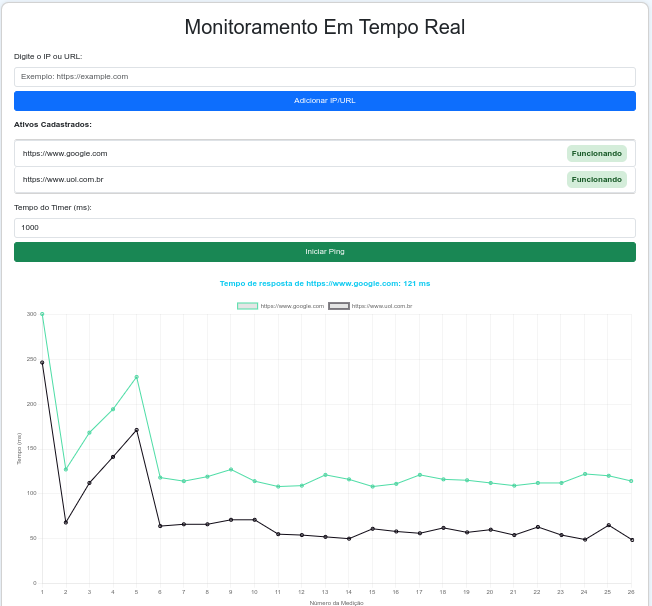 Monitoramento Em Tempo Real
Digite o IP ou URL:
Exemplo: https://example.com
Adicionar IP/URL
Ativos Cadastrados:
https://www.google.com Funcionando
https://www.uol.com.br Funcionando
Tempo do Timer (ms):
1000
Iniciar Ping
Tempo de resposta de https://www.google.com: 121 ms
https://www.google.com https://www.uol.com.br
300
250
200
150
100
50
0
Tempo (ms)
1 2 3 4 5 6 7 8 9 10 11 12 13 14 15 16 17 18 19 20 21 22 23 24 25 26
Número da Medição